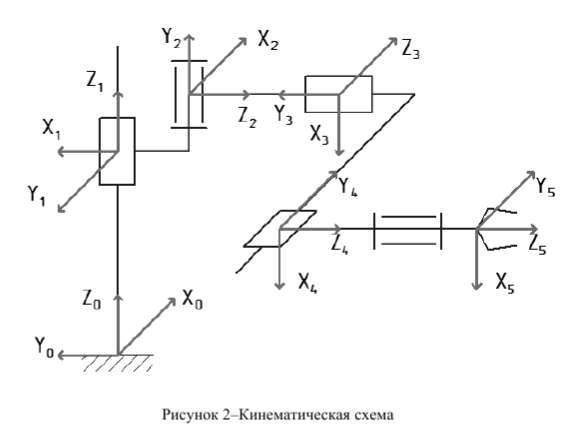 Y₂
X₂
Z₃
Z₁
Z₂
Y₃
X₁
X₃
Y₁
Y₄
Y₅
Z₄
Z₅
X₄
X₅
Z₀
X₀
Y₀
Рисунок 2–Кинематическая схема